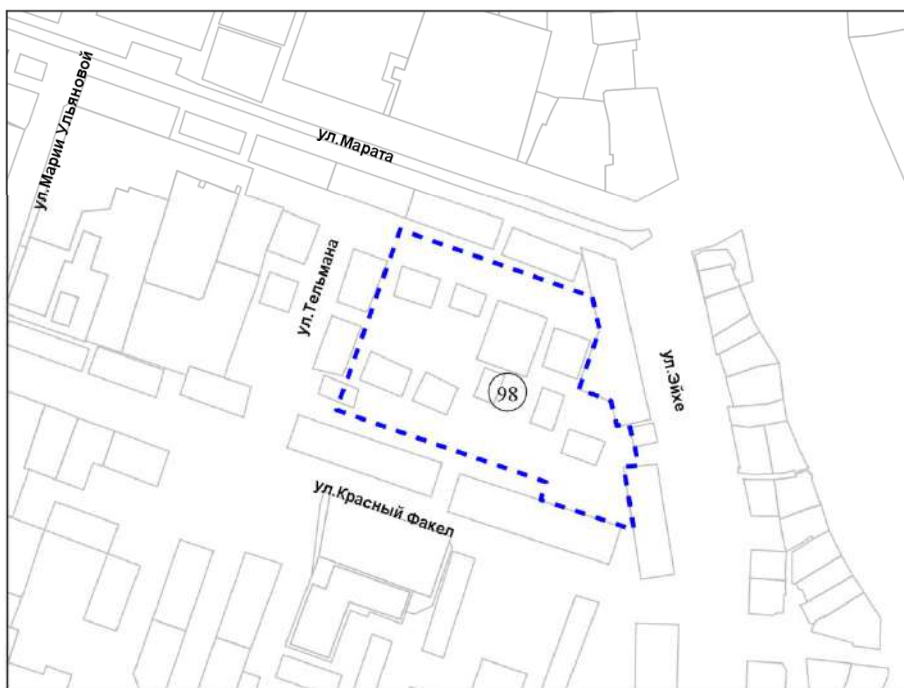 ул.Марии Ульяновой
ул.Марата
ул.Тельмана
ул.Эйхе
98
ул.Красный Факел